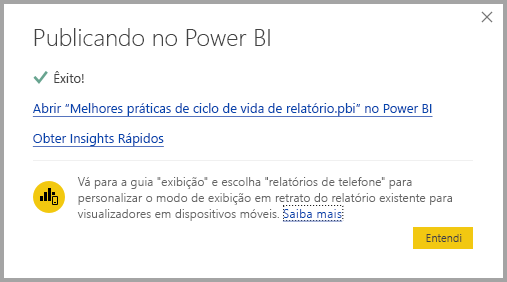 Publicando no Power BI
Êxito!
Abrir “Melhores práticas de ciclo de vida de relatório.pbi” no Power BI
Obter Insights Rápidos
Vá para a guia "exibição" e escolha "relatórios de telefone" para
personalizar o modo de exibição em retrato do relatório existente para
visualizadores em dispositivos móveis. Saiba mais
Entendi